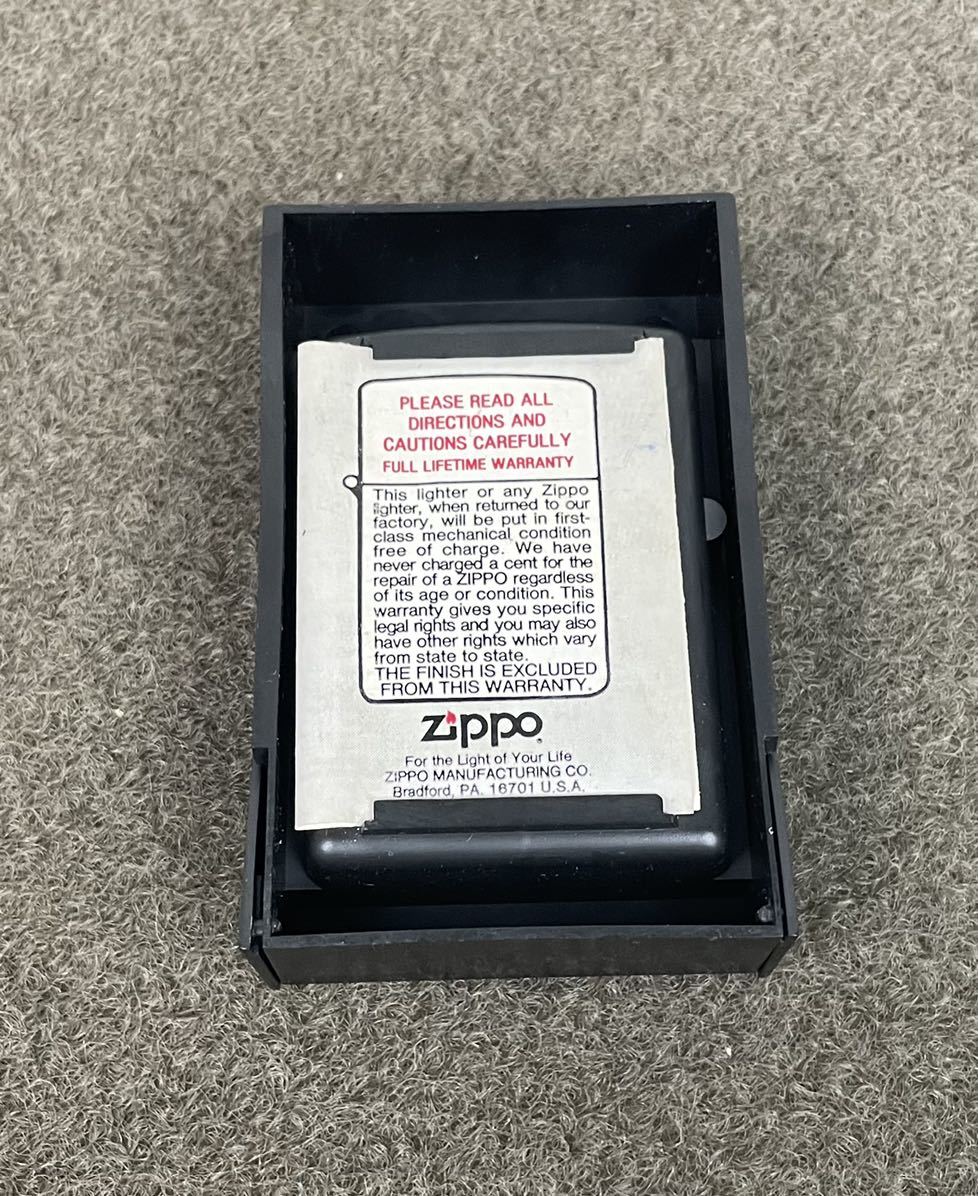 PLEASE READ ALL
DIRECTIONS AND
CAUTIONS CAREFULLY
FULL LIFETIME WARRANTY
This lighter or any Zippo
lighter, when returned to our
factory, will be put in first-
class mechanical condition
free of charge. We have
never charged a cent for the
repair of a ZIPPO regardless
of its age or condition. This
warranty gives you specific
legal rights and you may also
have other rights which vary
from state to state.
THE FINISH IS EXCLUDED
FROM THIS WARRANTY.
Zippo
For the Light of Your Life
ZIPPO MANUFACTURING CO.
Bradford, PA. 16701 U.S.A.